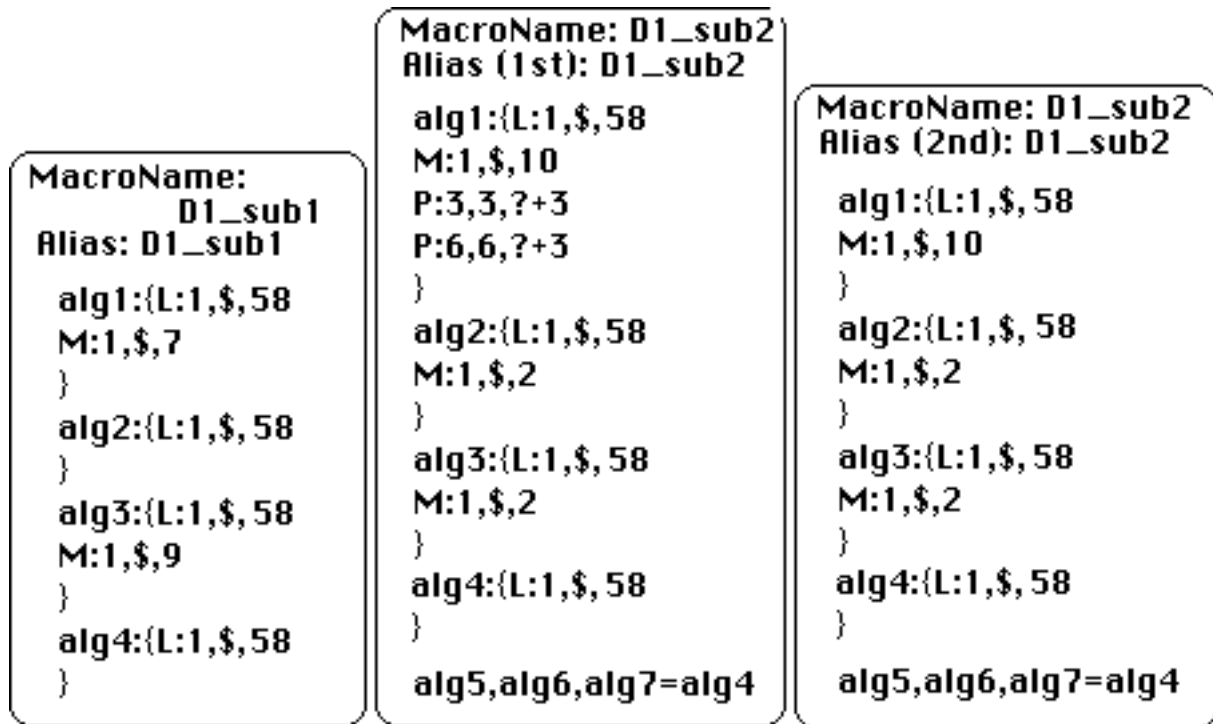 MacroName:
D1_sub1
Alias: D1_sub1
alg1:{L:1,$,58
M:1,$,7
}
alg2:{L:1,$,58
}
alg3:{L:1,$,58
M:1,$,9
}
alg4:{L:1,$,58
}
MacroName: D1_sub2
Alias (1st): D1_sub2
alg1:{L:1,$,58
M:1,$,10
P:3,3,?+3
P:6,6,?+3
}
alg2:{L:1,$,58
M:1,$,2
}
alg3:{L:1,$,58
M:1,$,2
}
alg4:{L:1,$,58
}
alg5,alg6,alg7=alg4
MacroName: D1_sub2
Alias (2nd): D1_sub2
alg1:{L:1,$,58
M:1,$,10
}
alg2:{L:1,$,58
M:1,$,2
}
alg3:{L:1,$,58
M:1,$,2
}
alg4:{L:1,$,58
}
alg5,alg6,alg7=alg4